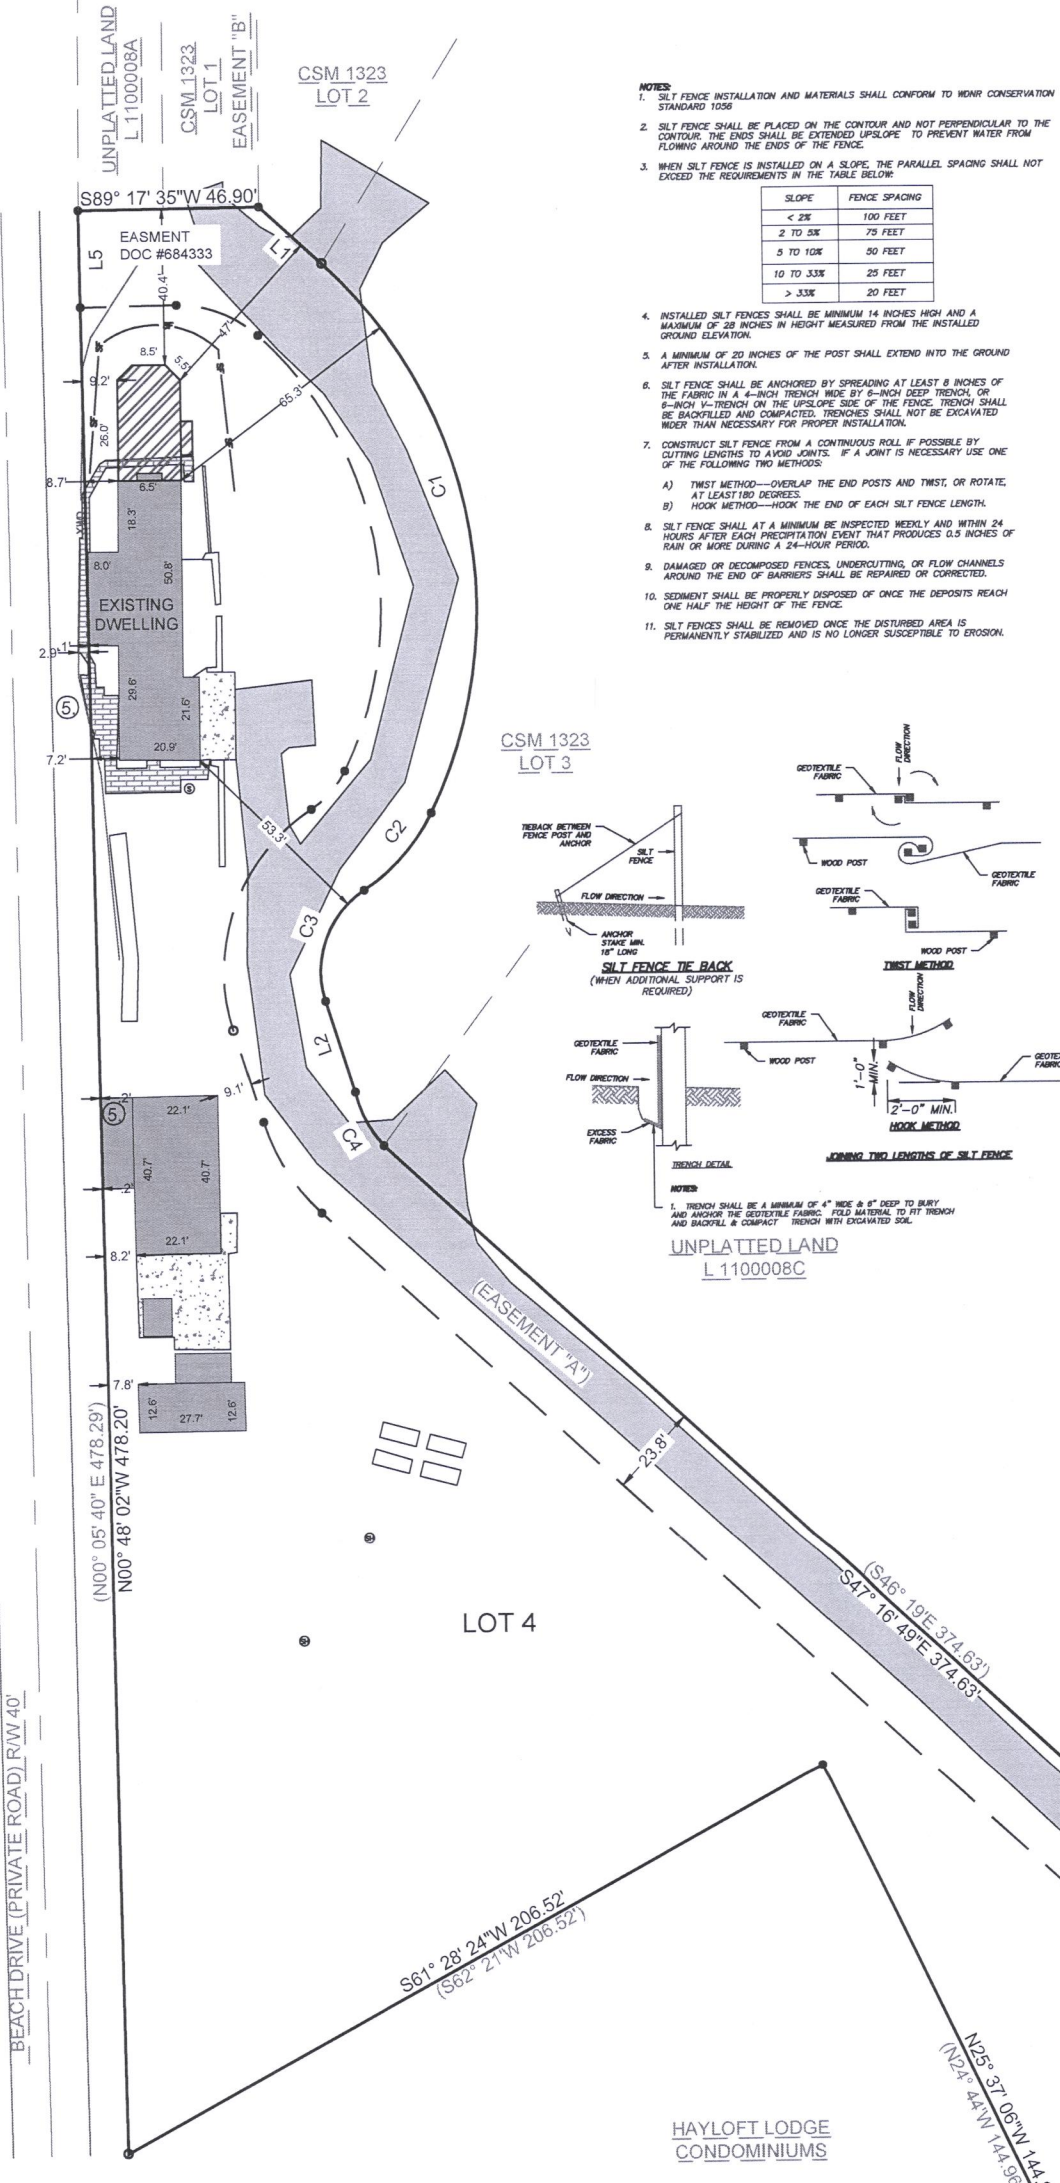 UNPLATTED LAND
L 1100008A
CSM 1323
LOT 1
EASEMENT "B"
CSM 1323
LOT 2
S89° 17' 35"W 46.90'
EASMENT
DOC #684333
L5
L1
40.4'
47'
8.5'
5.5'
SF
SF
SF
SF
SF
9.2'
65.3'
26.0'
8.7'
6.5'
C1
18.3'
8.0'
50.8'
EXISTING
DWELLING
2.9'
.1'
29.6'
21.6'
5.
20.9'
7.2'
53.3'
C2
C3
L2
C4
9.1'
.2'
5.
22.1'
40.7'
40.7'
.2'
22.1'
8.2'
7.8'
12.6'
27.7'
12.6'
(N00° 05' 40" E 478.29')
N00° 48' 02"W 478.20'
(EASEMENT "A")
23.8'
LOT 4
(S46° 19'E 374.63')
S47° 16' 49"E 374.63'
BEACH DRIVE (PRIVATE ROAD) R/W 40'
S61° 28' 24"W 206.52'
(S62° 21'W 206.52')
N25° 37' 06"W 144.
(N24° 44'W 144.96
HAYLOFT LODGE
CONDOMINIUMS
CSM 1323
LOT 3
UNPLATTED LAND
L 1100008C
NOTES:
1. SILT FENCE INSTALLATION AND MATERIALS SHALL CONFORM TO WDNR CONSERVATION
STANDARD 1056
2. SILT FENCE SHALL BE PLACED ON THE CONTOUR AND NOT PERPENDICULAR TO THE
CONTOUR. THE ENDS SHALL BE EXTENDED UPSLOPE TO PREVENT WATER FROM
FLOWING AROUND THE ENDS OF THE FENCE.
3. WHEN SILT FENCE IS INSTALLED ON A SLOPE, THE PARALLEL SPACING SHALL NOT
EXCEED THE REQUIREMENTS IN THE TABLE BELOW:
SLOPE FENCE SPACING
< 2% 100 FEET
2 TO 5% 75 FEET
5 TO 10% 50 FEET
10 TO 33% 25 FEET
> 33% 20 FEET
4. INSTALLED SILT FENCES SHALL BE MINIMUM 14 INCHES HIGH AND A
MAXIMUM OF 28 INCHES IN HEIGHT MEASURED FROM THE INSTALLED
GROUND ELEVATION.
5. A MINIMUM OF 20 INCHES OF THE POST SHALL EXTEND INTO THE GROUND
AFTER INSTALLATION.
6. SILT FENCE SHALL BE ANCHORED BY SPREADING AT LEAST 8 INCHES OF
THE FABRIC IN A 4-INCH TRENCH WIDE BY 6-INCH DEEP TRENCH, OR
6-INCH V-TRENCH ON THE UPSLOPE SIDE OF THE FENCE. TRENCH SHALL
BE BACKFILLED AND COMPACTED. TRENCHES SHALL NOT BE EXCAVATED
WIDER THAN NECESSARY FOR PROPER INSTALLATION.
7. CONSTRUCT SILT FENCE FROM A CONTINUOUS ROLL IF POSSIBLE BY
CUTTING LENGTHS TO AVOID JOINTS. IF A JOINT IS NECESSARY USE ONE
OF THE FOLLOWING TWO METHODS:
A) TWIST METHOD--OVERLAP THE END POSTS AND TWIST, OR ROTATE,
AT LEAST 180 DEGREES.
B) HOOK METHOD--HOOK THE END OF EACH SILT FENCE LENGTH.
8. SILT FENCE SHALL AT A MINIMUM BE INSPECTED WEEKLY AND WITHIN 24
HOURS AFTER EACH PRECIPITATION EVENT THAT PRODUCES 0.5 INCHES OF
RAIN OR MORE DURING A 24-HOUR PERIOD.
9. DAMAGED OR DECOMPOSED FENCES, UNDERCUTTING, OR FLOW CHANNELS
AROUND THE END OF BARRIERS SHALL BE REPAIRED OR CORRECTED.
10. SEDIMENT SHALL BE PROPERLY DISPOSED OF ONCE THE DEPOSITS REACH
ONE HALF THE HEIGHT OF THE FENCE.
11. SILT FENCES SHALL BE REMOVED ONCE THE DISTURBED AREA IS
PERMANENTLY STABILIZED AND IS NO LONGER SUSCEPTIBLE TO EROSION.
TIEBACK BETWEEN
FENCE POST AND
ANCHOR
SILT
FENCE
FLOW DIRECTION
ANCHOR
STAKE MIN.
18" LONG
SILT FENCE TIE BACK
(WHEN ADDITIONAL SUPPORT IS
REQUIRED)
GEOTEXTILE
FABRIC
FLOW
DIRECTION
WOOD POST
GEOTEXTILE
FABRIC
GEOTEXTILE
FABRIC
WOOD POST
TWIST METHOD
GEOTEXTILE
FABRIC
FLOW
DIRECTION
WOOD POST
1'-0"
MIN.
GEOTE
FABRI
2'-0" MIN.
HOOK METHOD
JOINING TWO LENGTHS OF SILT FENCE
GEOTEXTILE
FABRIC
FLOW DIRECTION
EXCESS
FABRIC
TRENCH DETAIL
NOTES:
1. TRENCH SHALL BE A MINIMUM OF 4" WIDE & 6" DEEP TO BURY
AND ANCHOR THE GEOTEXTILE FABRIC. FOLD MATERIAL TO FIT TRENCH
AND BACKFILL & COMPACT TRENCH WITH EXCAVATED SOIL.